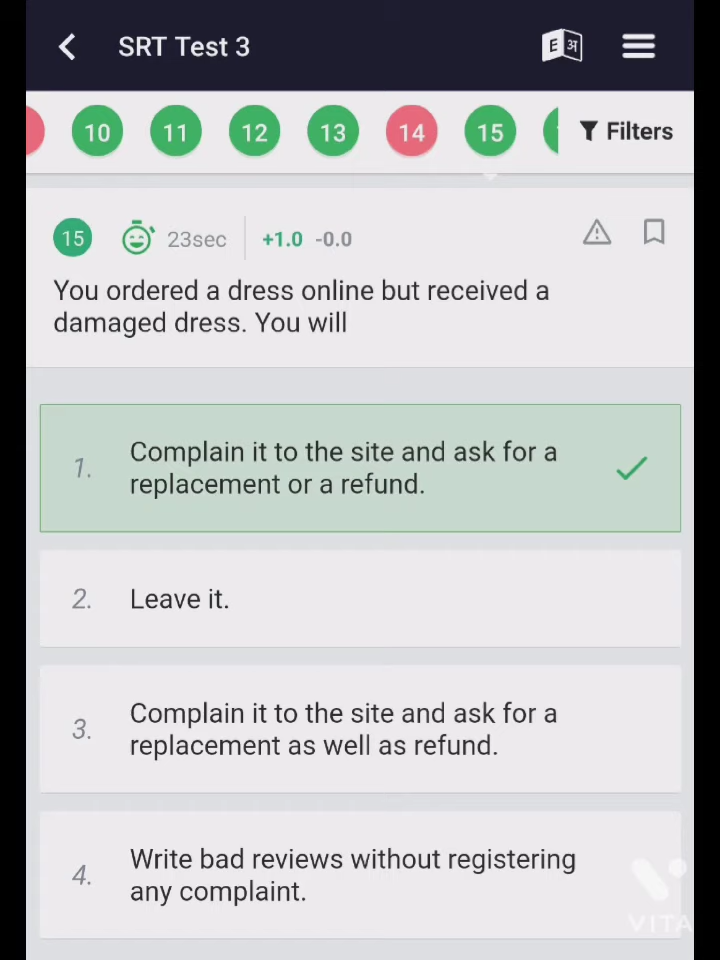 SRT Test 3
E अ
10 11 12 13 14 15 Filters
15 23sec +1.0 -0.0
You ordered a dress online but received a
damaged dress. You will
1. Complain it to the site and ask for a
replacement or a refund.
2. Leave it.
3. Complain it to the site and ask for a
replacement as well as refund.
4. Write bad reviews without registering
any complaint.
VITA